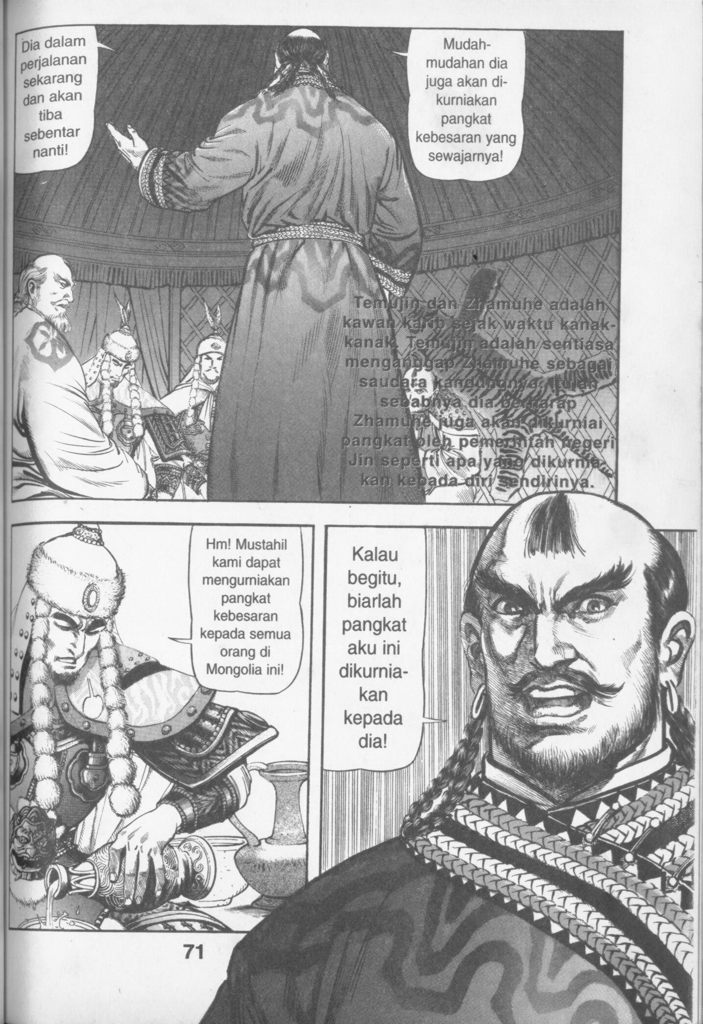 Dia dalam
perjalanan
sekarang
dan akan
tiba
sebentar
nanti!
Mudah-
mudahan dia
juga akan di-
kurniakan
pangkat
kebesaran yang
sewajarnya!
Temujin dan Zhamuhe adalah
kawan karib sejak waktu kanak-
kanak. Temujin adalah sentiasa
menganggap Zhamuhe sebagai
saudara kandungnya. Itulah
sebabnya dia berharap
Zhamuhe juga akan dikurniai
pangkat oleh pemerintah negeri
Jin seperti apa yang dikurnia-
kan kepada diri sendirinya.
Hm! Mustahil
kami dapat
mengurniakan
pangkat
kebesaran
kepada semua
orang di
Mongolia ini!
Kalau
begitu,
biarlah
pangkat
aku ini
dikurnia-
kan
kepada
dia!
71